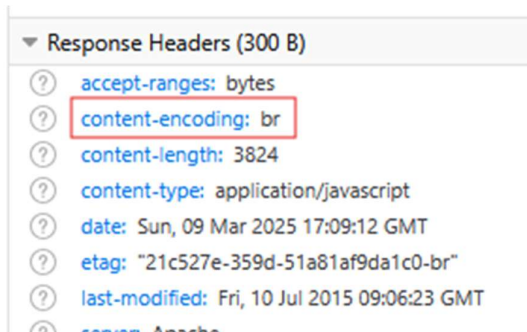 Response Headers (300 B)
accept-ranges: bytes
content-encoding: br
content-length: 3824
content-type: application/javascript
date: Sun, 09 Mar 2025 17:09:12 GMT
etag: "21c527e-359d-51a81af9da1c0-br"
last-modified: Fri, 10 Jul 2015 09:06:23 GMT
server: Apache